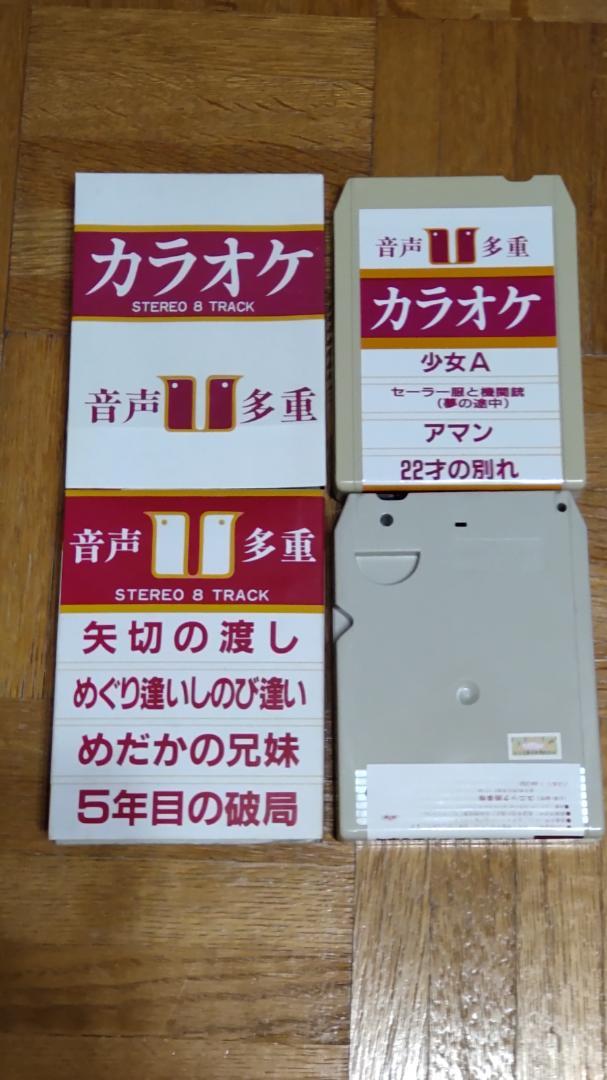 カラオケ
STEREO 8 TRACK
音声 多重
音声 多重
STEREO 8 TRACK
矢切の渡し
めぐり逢いしのび逢い
めだかの兄妹
5年目の破局
音声 多重
カラオケ
少女A
セーラー服と機関銃
(夢の途中)
アマン
22才の別れ